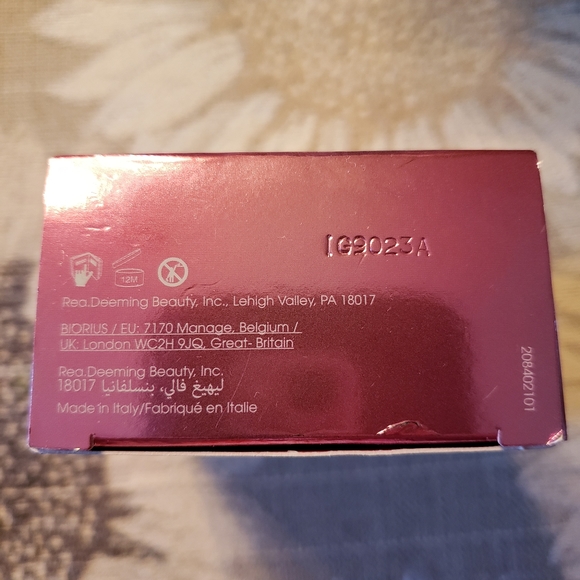 IG9023A
12M
Rea.Deeming Beauty, Inc., Lehigh Valley, PA 18017
BIORIUS / EU: 7170 Manage, Belgium /
UK: London WC2H 9JQ. Great- Britain
Rea.Deeming Beauty, Inc.
ليهيغ فالي، بنسلفانيا 18017
Made in Italy/Fabriqué en Italie
208402101